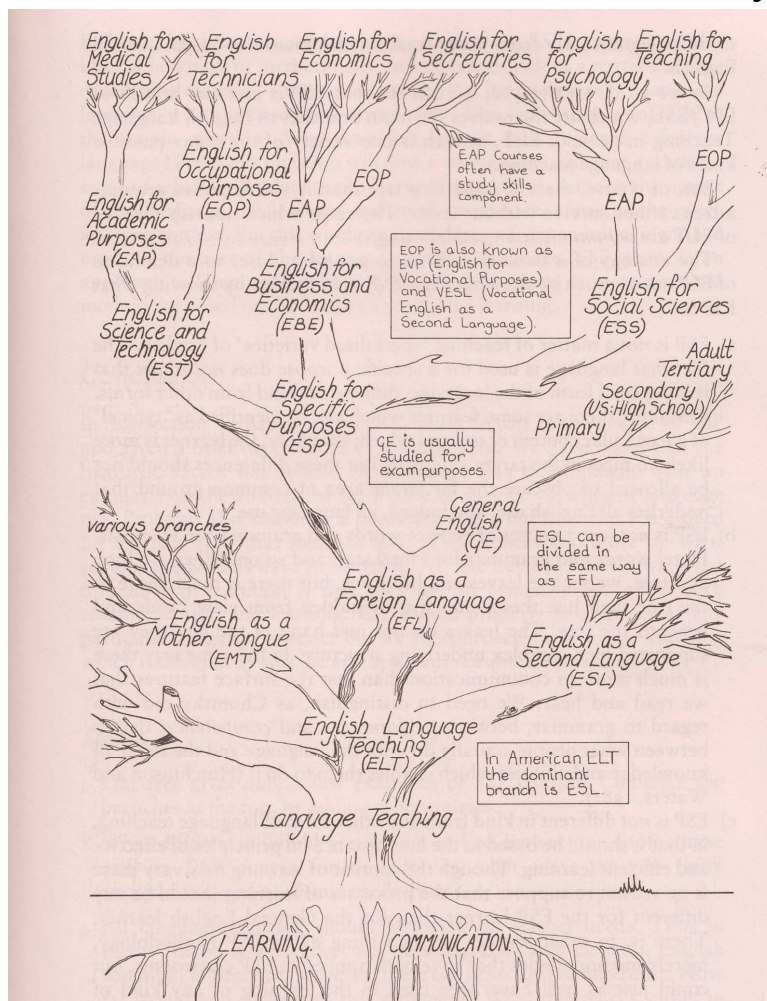 English for
Medical
Studies
English
for
Technicians
English for
Economics
English for
Secretaries
English
for
Psychology
English for
Teaching
English for
Occupational
Purposes
(EOP)
EAP
EOP
EAP Courses
often have a
study skills
component.
EAP
EOP
English for
Academic
Purposes
(EAP)
English for
Business and
Economics
(EBE)
EOP is also known as
EVP (English for
Vocational Purposes)
and VESL (Vocational
English as a
Second Language).
English for
Social Sciences
(ESS)
English for
Science and
Technology
(EST)
English for
Specific
Purposes
(ESP)
Adult
Tertiary
Secondary
(US: High School)
Primary
GE is usually
studied for
exam purposes.
General
English
(GE)
various branches
ESL can be
divided in
the same way
as EFL.
English as a
Foreign Language
(EFL)
English as a
Mother Tongue
(EMT)
English as a
Second Language
(ESL)
English Language
Teaching
(ELT)
In American ELT
the dominant
branch is ESL.
Language Teaching
LEARNING
COMMUNICATION